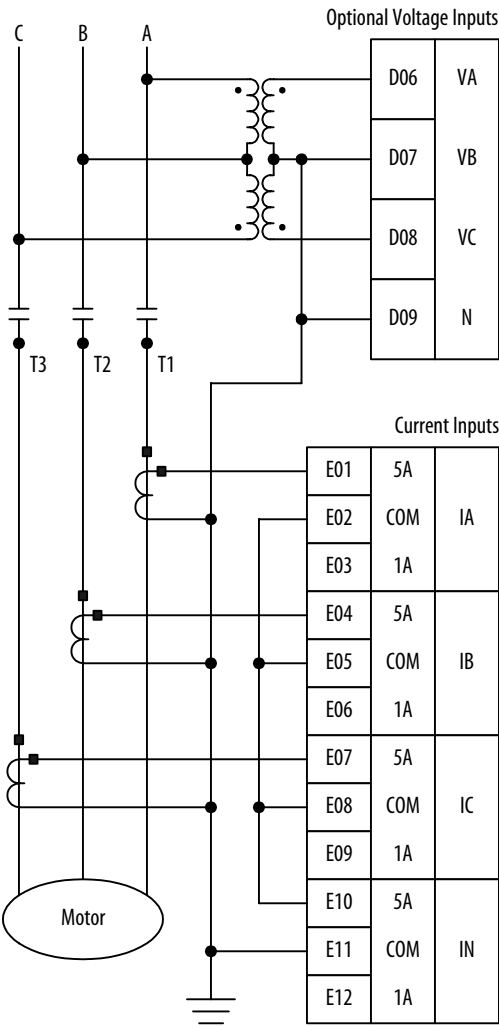 Optional Voltage Inputs
C B A
D06 VA
D07 VB
D08 VC
D09 N
T3 T2 T1
Current Inputs
E01 5A
E02 COM IA
E03 1A
E04 5A
E05 COM IB
E06 1A
E07 5A
E08 COM IC
E09 1A
E10 5A
Motor
E11 COM IN
E12 1A